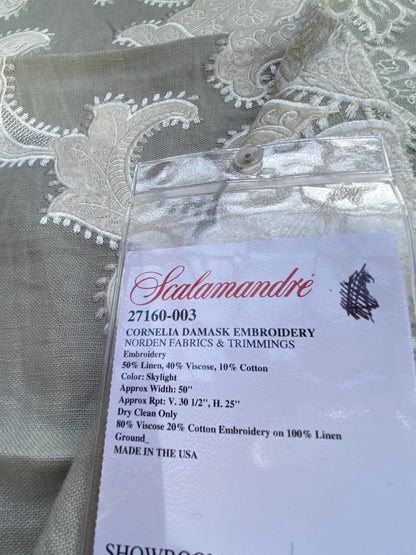 Scalamandré
27160-003
CORNELIA DAMASK EMBROIDERY
NORDEN FABRICS & TRIMMINGS
Embroidery
50% Linen, 40% Viscose, 10% Cotton
Color: Skylight
Approx Width: 50"
Approx Rpt: V. 30 1/2", H. 25"
Dry Clean Only
80% Viscose 20% Cotton Embroidery on 100% Linen
Ground_
MADE IN THE USA